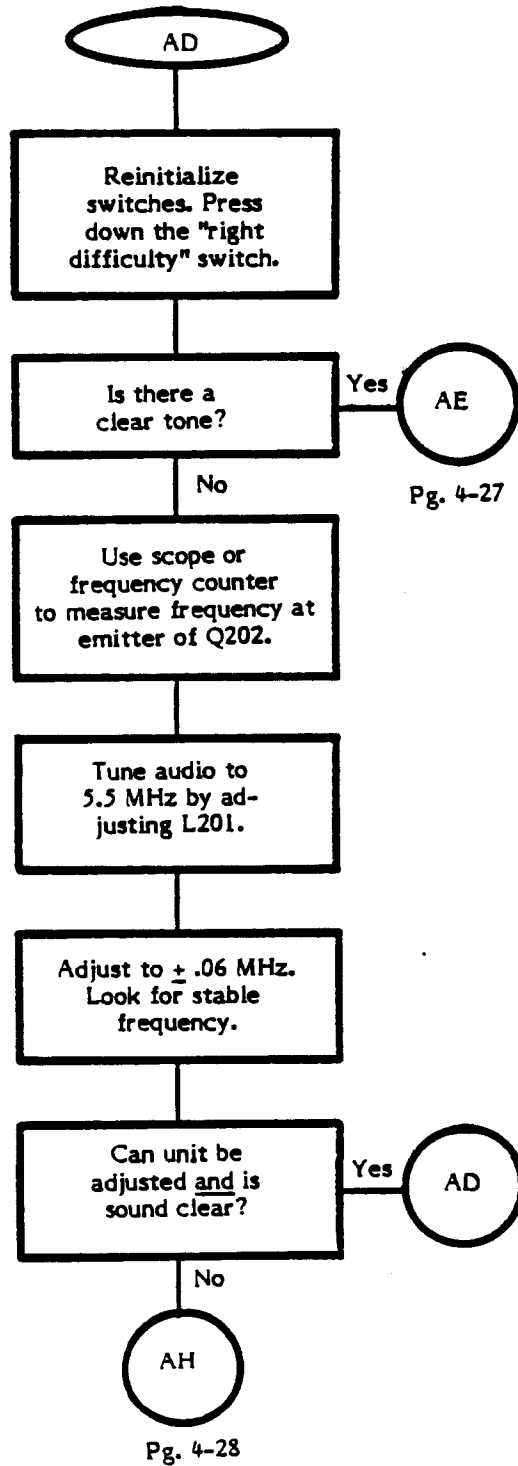 AD
Reinitialize
switches. Press
down the "right
difficulty" switch.
Is there a
clear tone?
Yes
AE
Pg. 4-27
No
Use scope or
frequency counter
to measure frequency at
emitter of Q202.
Tune audio to
5.5 MHz by ad-
justing L201.
Adjust to ± .06 MHz.
Look for stable
frequency.
Can unit be
adjusted and is
sound clear?
Yes
AD
No
AH
Pg. 4-28